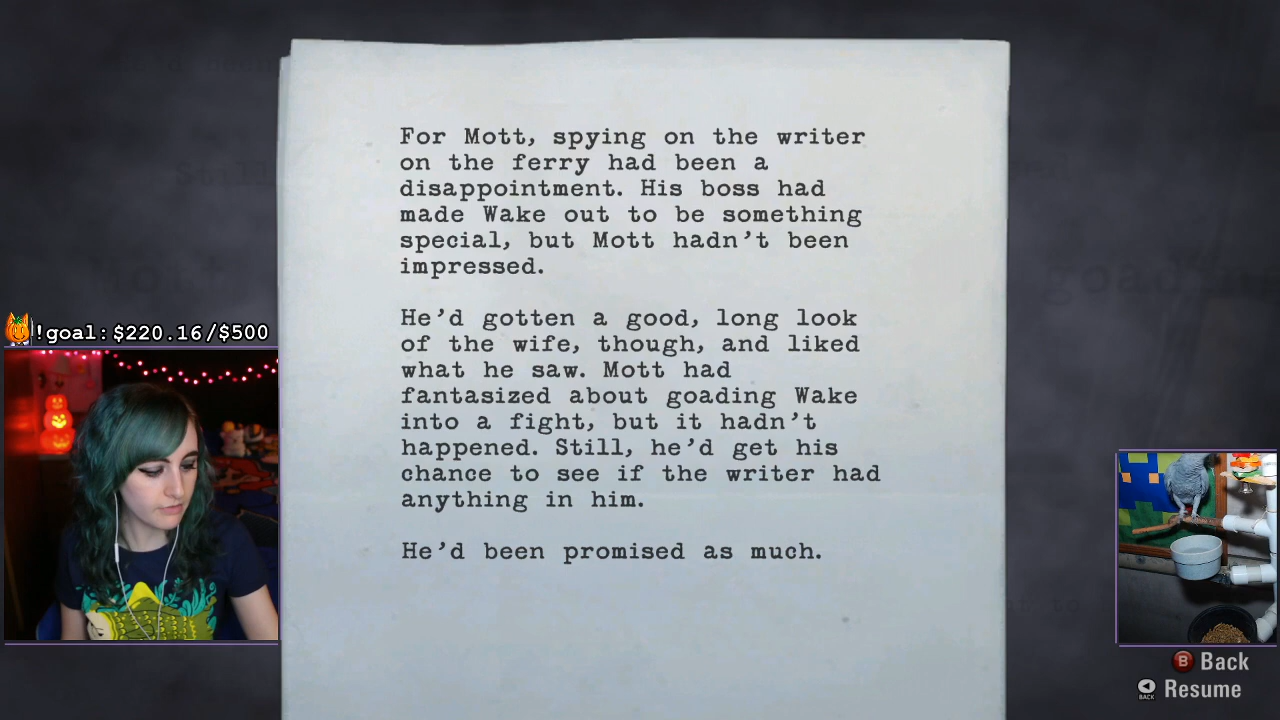 For Mott, spying on the writer
on the ferry had been a
disappointment. His boss had
made Wake out to be something
special, but Mott hadn't been
impressed.
He'd gotten a good, long look
of the wife, though, and liked
what he saw. Mott had
fantasized about goading Wake
into a fight, but it hadn't
happened. Still, he'd get his
chance to see if the writer had
anything in him.
He'd been promised as much.
!goal: $220.16/$500
B Back
BACK Resume